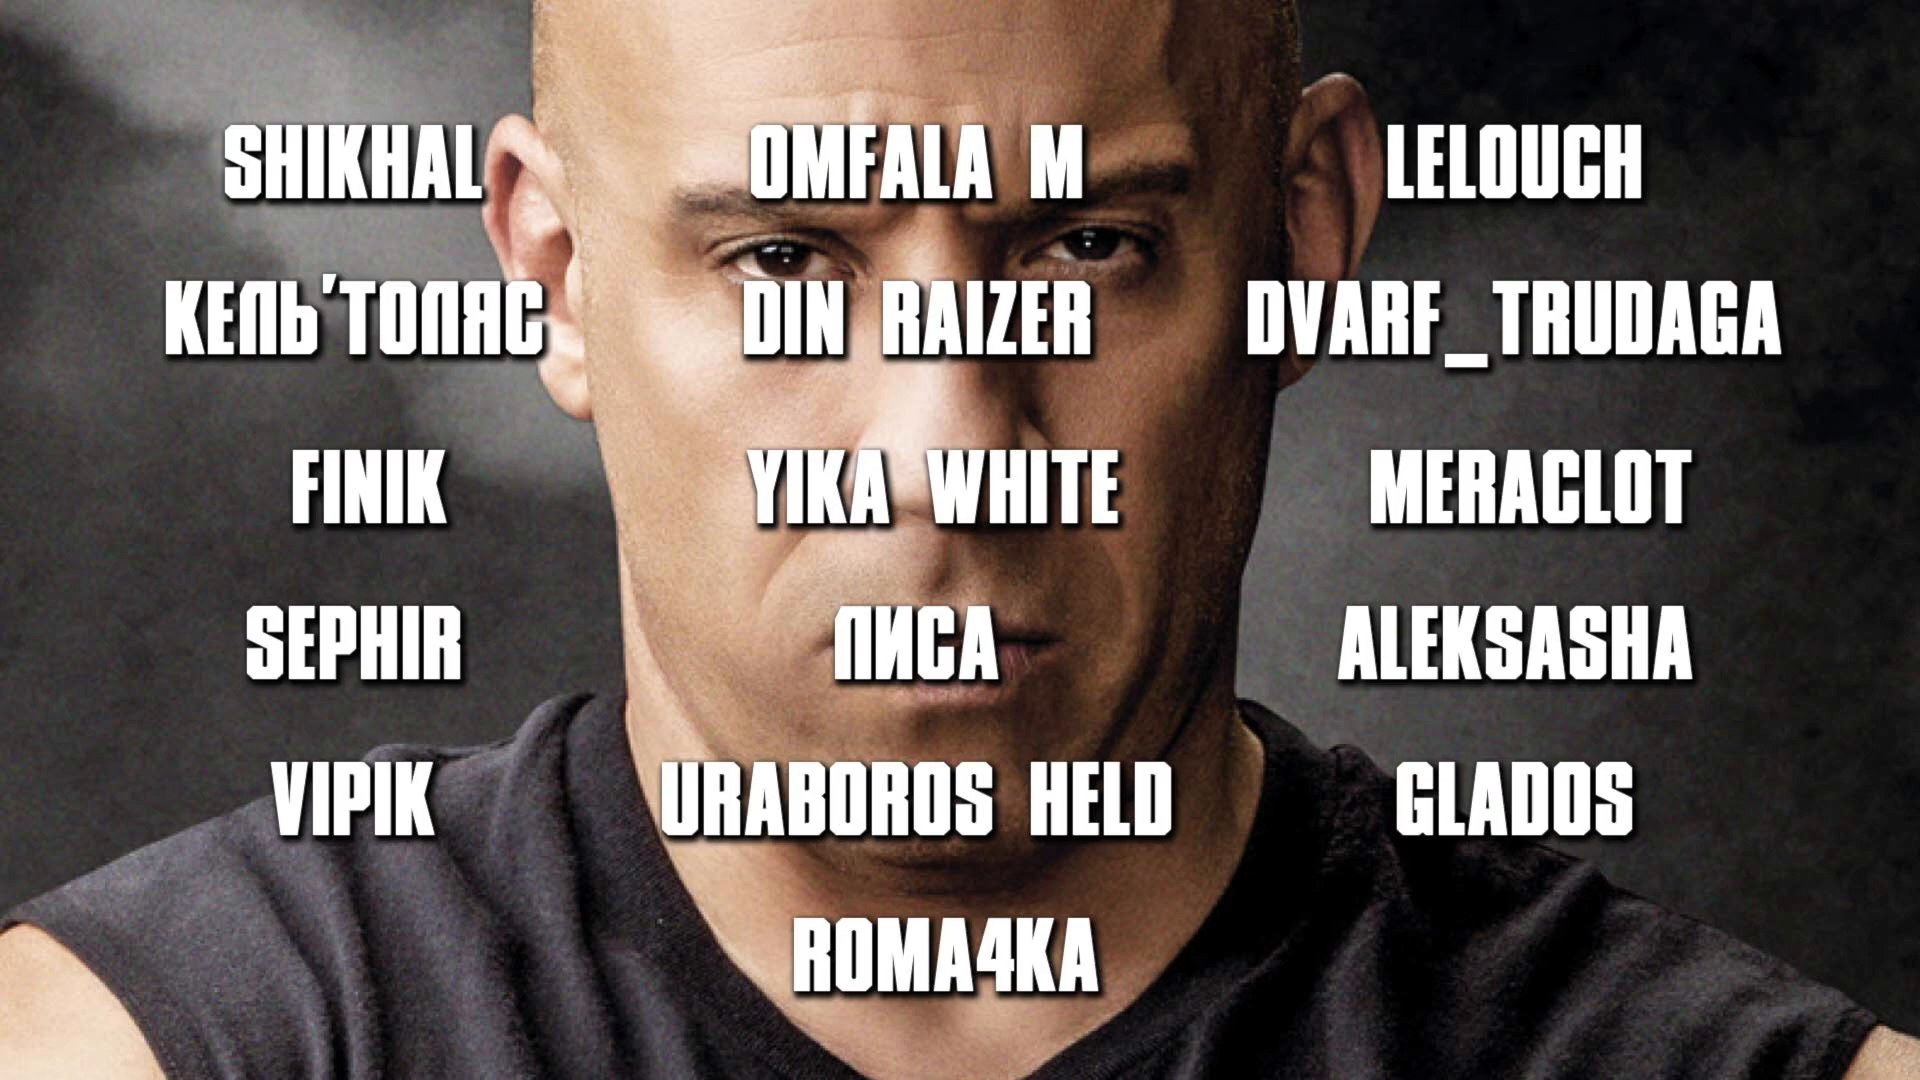 SHIKHAL OMFALA M LELOUCH
КЕЛЬ'ТОЛЯС DIN RAIZER DVARF_TRUDAGA
FINIK YIKA WHITE MERACLOT
SEPHIR ЛИСА ALEKSASHA
VIPIK URABOROS HELD GLADOS
ROMA4KA